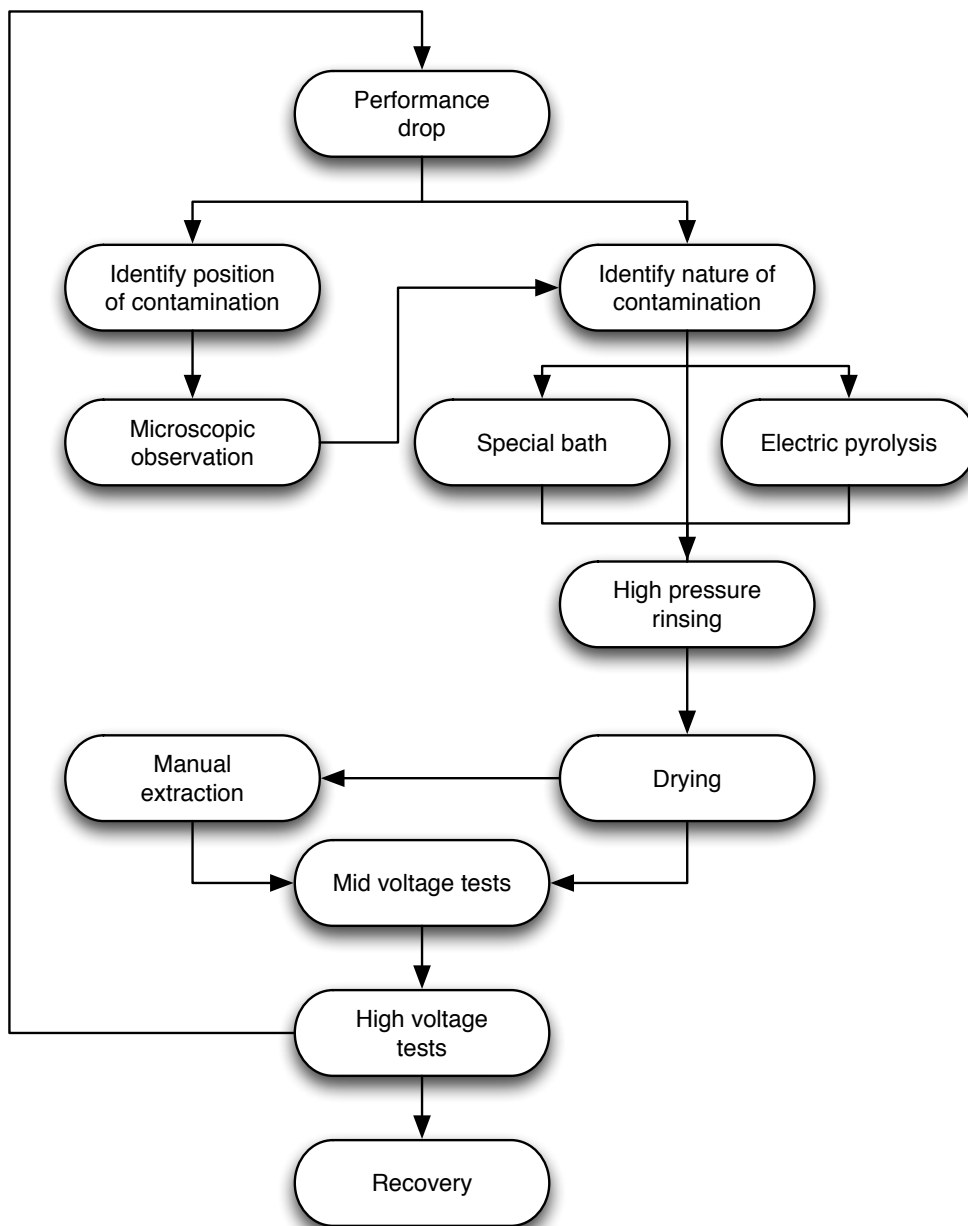 Performance
drop
Identify position
of contamination
Identify nature of
contamination
Microscopic
observation
Special bath
Electric pyrolysis
High pressure
rinsing
Manual
extraction
Drying
Mid voltage tests
High voltage
tests
Recovery